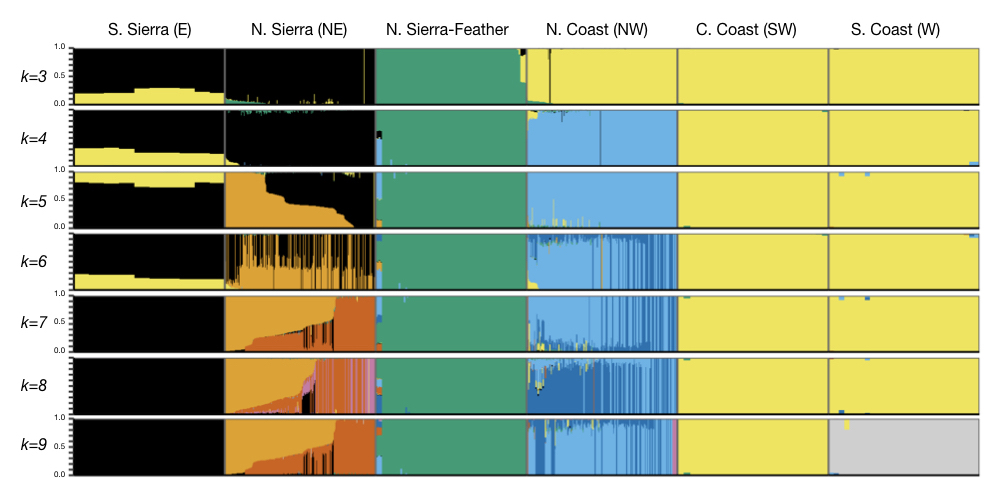 S. Sierra (E) N. Sierra (NE) N. Sierra-Feather N. Coast (NW) C. Coast (SW) S. Coast (W)
k=3 1.0 0.5 0.0
k=4
k=5 1.0 0.5 0.0
k=6
k=7 1.0 0.5 0.0
k=8
k=9 1.0 0.5 0.0